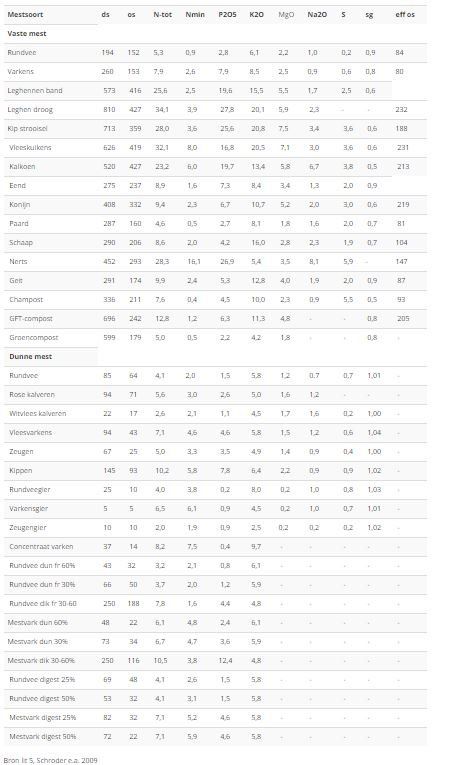 Mestsoort ds os N-tot Nmin P2O5 K2O MgO Na2O S sg eff os
Vaste mest
Rundvee 194 152 5,3 0,9 2,8 6,1 2,2 1,0 0,2 0,9 84
Varkens 260 153 7,9 2,6 7,9 8,5 2,5 0,9 0,6 0,8 80
Leghennen band 573 416 25,6 2,5 19,6 15,5 5,5 1,7 2,5 0,6
Leghen droog 810 427 34,1 3,9 27,8 20,1 5,9 2,3 - - 232
Kip strooisel 713 359 28,0 3,6 25,6 20,8 7,5 3,4 3,6 0,6 188
Vleeskuikens 626 419 32,1 8,0 16,8 20,5 7,1 3,0 3,6 0,6 231
Kalkoen 520 427 23,2 6,0 19,7 13,4 5,8 6,7 3,8 0,5 213
Eend 275 237 8,9 1,6 7,3 8,4 3,4 1,3 2,0 0,9
Konijn 408 332 9,4 2,3 6,7 10,7 5,2 2,0 3,0 0,6 219
Paard 287 160 4,6 0,5 2,7 8,1 1,8 1,6 2,0 0,7 81
Schaap 290 206 8,6 2,0 4,2 16,0 2,8 2,3 1,9 0,7 104
Nerts 452 293 28,3 16,1 26,9 5,4 3,5 8,1 5,9 - 147
Geit 291 174 9,9 2,4 5,3 12,8 4,0 1,9 2,0 0,9 87
Champost 336 211 7,6 0,4 4,5 10,0 2,3 0,9 5,5 0,5 93
GFT-compost 696 242 12,8 1,2 6,3 11,3 4,8 - - 0,8 205
Groencompost 599 179 5,0 0,5 2,2 4,2 1,8 - - 0,8 -
Dunne mest
Rundvee 85 64 4,1 2,0 1,5 5,8 1,2 0.7 0,7 1,01 -
Rose kalveren 94 71 5,6 3,0 2,6 5,0 1,6 1,2 - - -
Witvlees kalveren 22 17 2,6 2,1 1,1 4,5 1,7 1,6 0,2 1,00 -
Vleesvarkens 94 43 7,1 4,6 4,6 5,8 1,5 1,2 0,6 1,04 -
Zeugen 67 25 5,0 3,3 3,5 4,9 1,4 0,9 0,4 1,00 -
Kippen 145 93 10,2 5,8 7,8 6,4 2,2 0,9 0,9 1,02 -
Rundveegier 25 10 4,0 3,8 0,2 8,0 0,2 1,0 0,8 1,03 -
Varkensgier 5 5 6,5 6,1 0,9 4,5 0,2 1,0 0,7 1,01 -
Zeugengier 10 10 2,0 1,9 0,9 2,5 0,2 0,2 0,2 1,02 -
Concentraat varken 37 14 8,2 7,5 0,4 9,7 - - - - -
Rundvee dun fr 60% 43 32 3,2 2,1 0,8 6,1 - - - - -
Rundvee dun fr 30% 66 50 3,7 2,0 1,2 5,9 - - - - -
Rundvee dik fr 30-60 250 188 7,8 1,6 4,4 4,8 - - - - -
Mestvark dun 60% 48 22 6,1 4,8 2,4 6,1 - - - - -
Mestvark dun 30% 73 34 6,7 4,7 3,6 5,9 - - - - -
Mestvark dik 30-60% 250 116 10,5 3,8 12,4 4,8 - - - - -
Rundvee digest 25% 69 48 4,1 2,6 1,5 5,8 - - - - -
Rundvee digest 50% 53 32 4,1 3,1 1,5 5,8 - - - - -
Mestvark digest 25% 82 32 7,1 5,2 4,6 5,8 - - - - -
Mestvark digest 50% 72 22 7,1 5,9 4,6 5,8 - - - - -
Bron lit 5, Schroder e.a. 2009